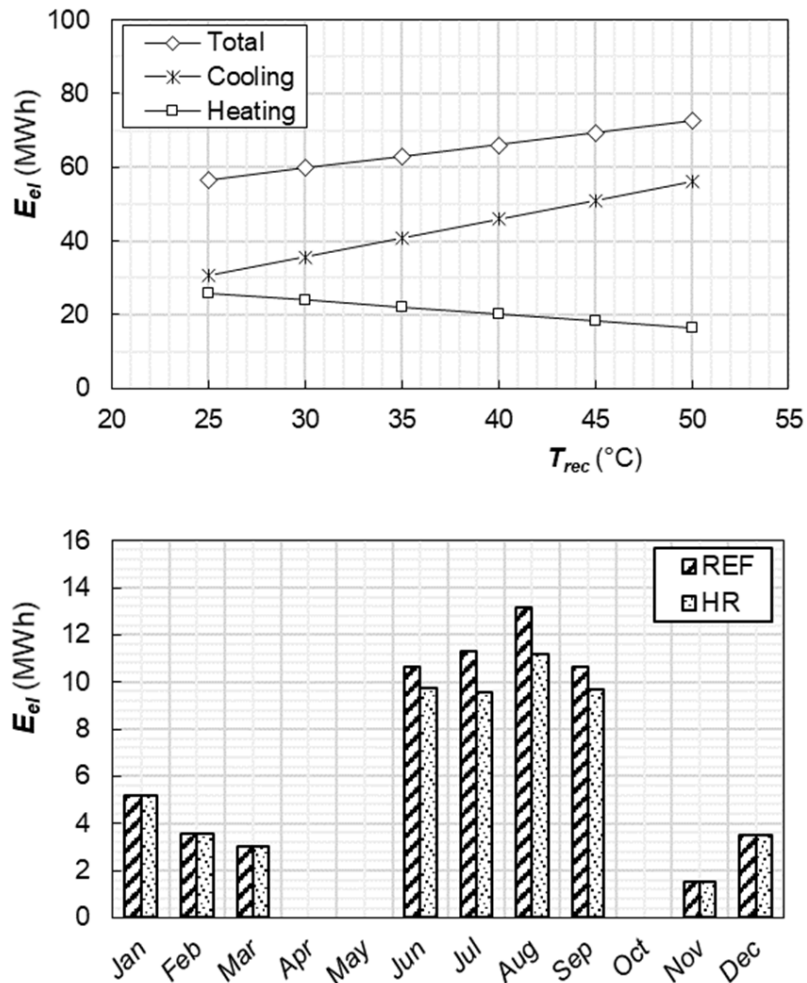 100
80
60
40
20
0
E_el (MWh)
Total
Cooling
Heating
20 25 30 35 40 45 50 55
T_rec (°C)
16
14
12
10
8
6
4
2
0
E_el (MWh)
REF
HR
Jan Feb Mar Apr May Jun Jul Aug Sep Oct Nov Dec